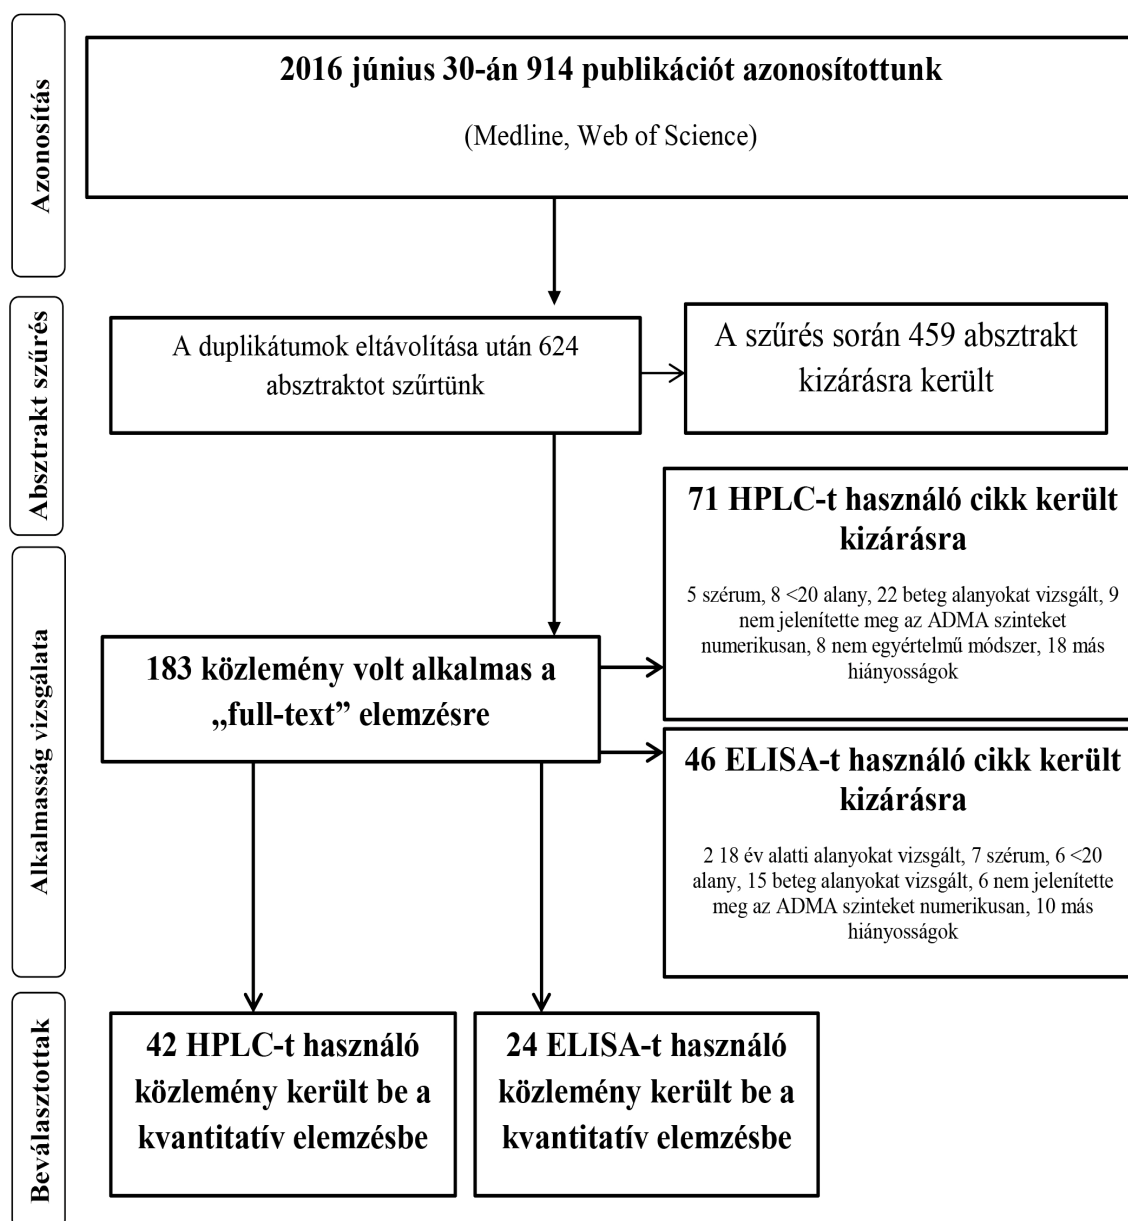 Azonosítás
2016 június 30-án 914 publikációt azonosítottunk
(Medline, Web of Science)
Absztrakt szűrés
A duplikátumok eltávolítása után 624
absztraktot szűrtünk
A szűrés során 459 absztrakt
kizárásra került
Alkalmasság vizsgálata
71 HPLC-t használó cikk került
kizárásra
5 szérum, 8 <20 alany, 22 beteg alanyokat vizsgált, 9
nem jelenítette meg az ADMA szinteket
numerikusan, 8 nem egyértelmű módszer, 18 más
hiányosságok
183 közlemény volt alkalmas a
„full-text” elemzésre
46 ELISA-t használó cikk került
kizárásra
2 18 év alatti alanyokat vizsgált, 7 szérum, 6 <20
alany, 15 beteg alanyokat vizsgált, 6 nem jelenítette
meg az ADMA szinteket numerikusan, 10 más
hiányosságok
Beválasztottak
42 HPLC-t használó
közlemény került be a
kvantitatív elemzésbe
24 ELISA-t használó
közlemény került be a
kvantitatív elemzésbe